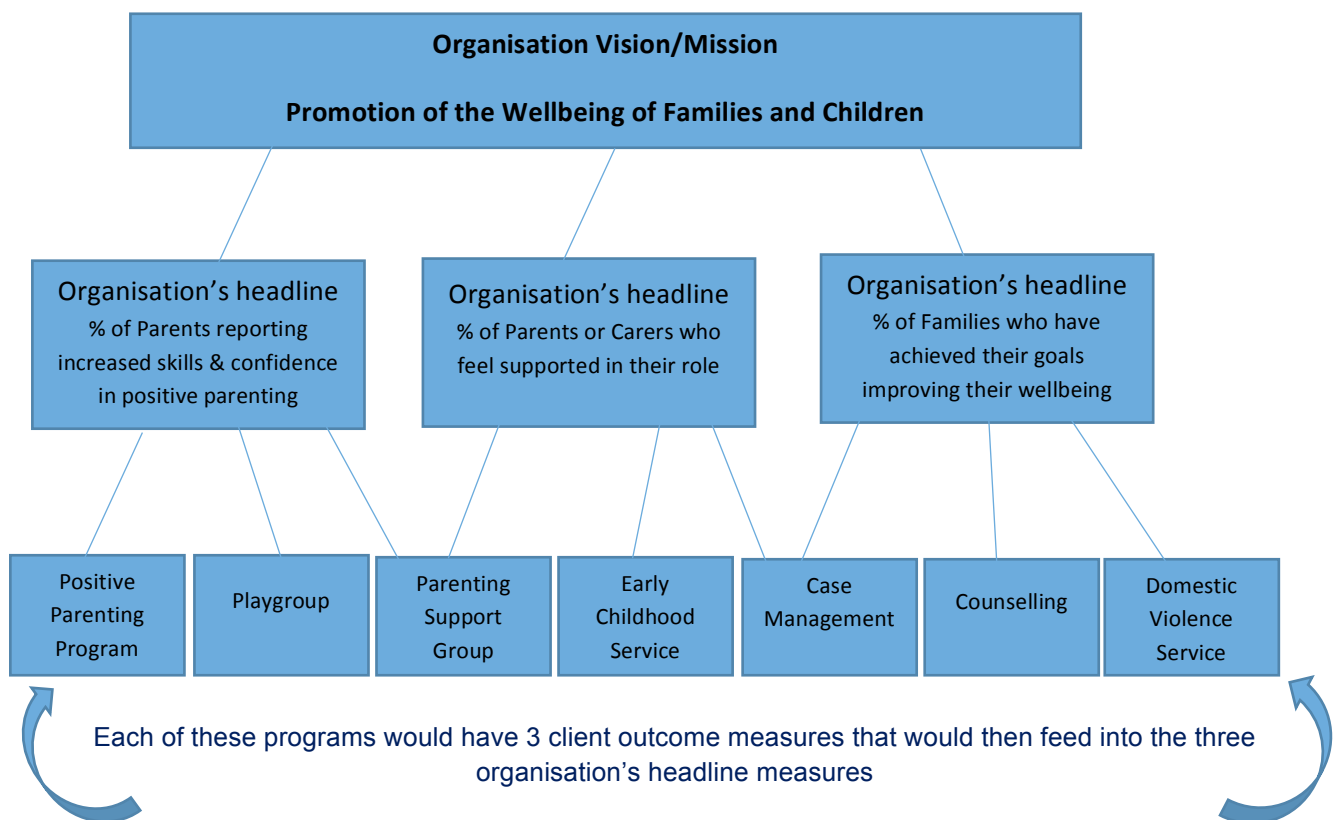 Organisation Vision/Mission
Promotion of the Wellbeing of Families and Children
Organisation’s headline
% of Parents reporting
increased skills & confidence
in positive parenting
Organisation’s headline
% of Parents or Carers who
feel supported in their role
Organisation’s headline
% of Families who have
achieved their goals
improving their wellbeing
Positive
Parenting
Program
Playgroup
Parenting
Support
Group
Early
Childhood
Service
Case
Management
Counselling
Domestic
Violence
Service
Each of these programs would have 3 client outcome measures that would then feed into the three
organisation’s headline measures